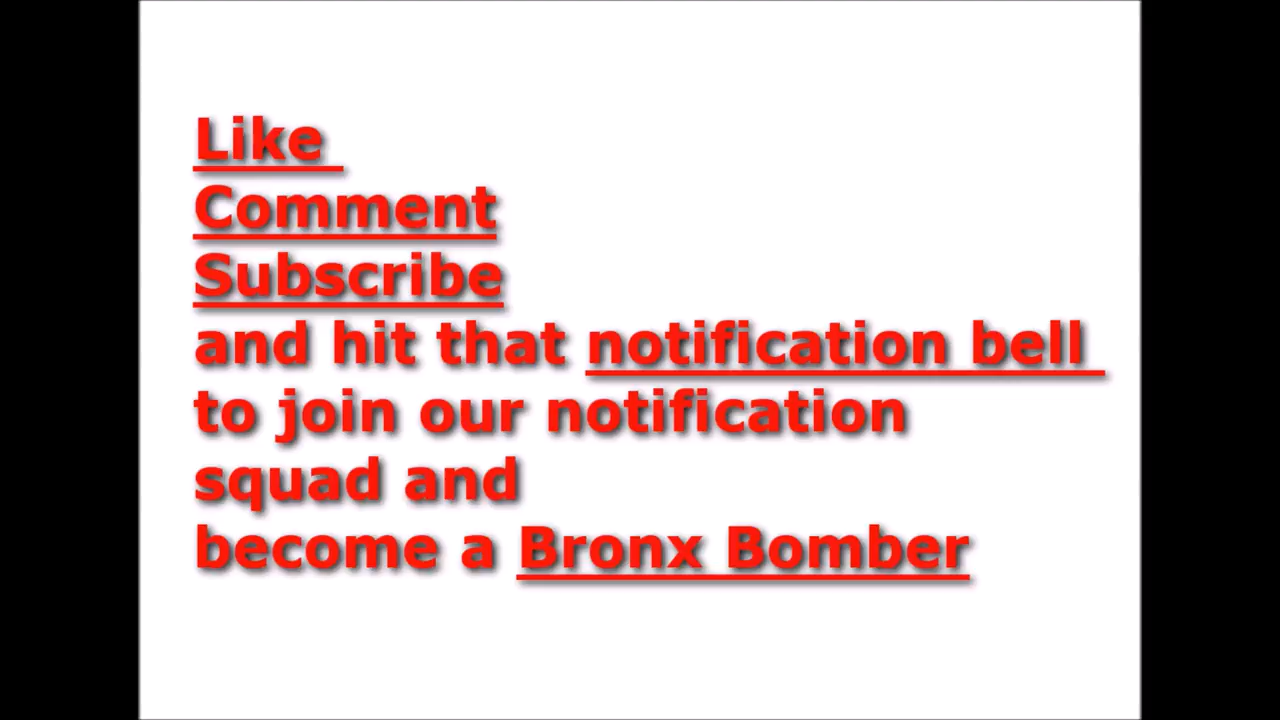 Like
Comment
Subscribe
and hit that notification bell
to join our notification
squad and
become a Bronx Bomber